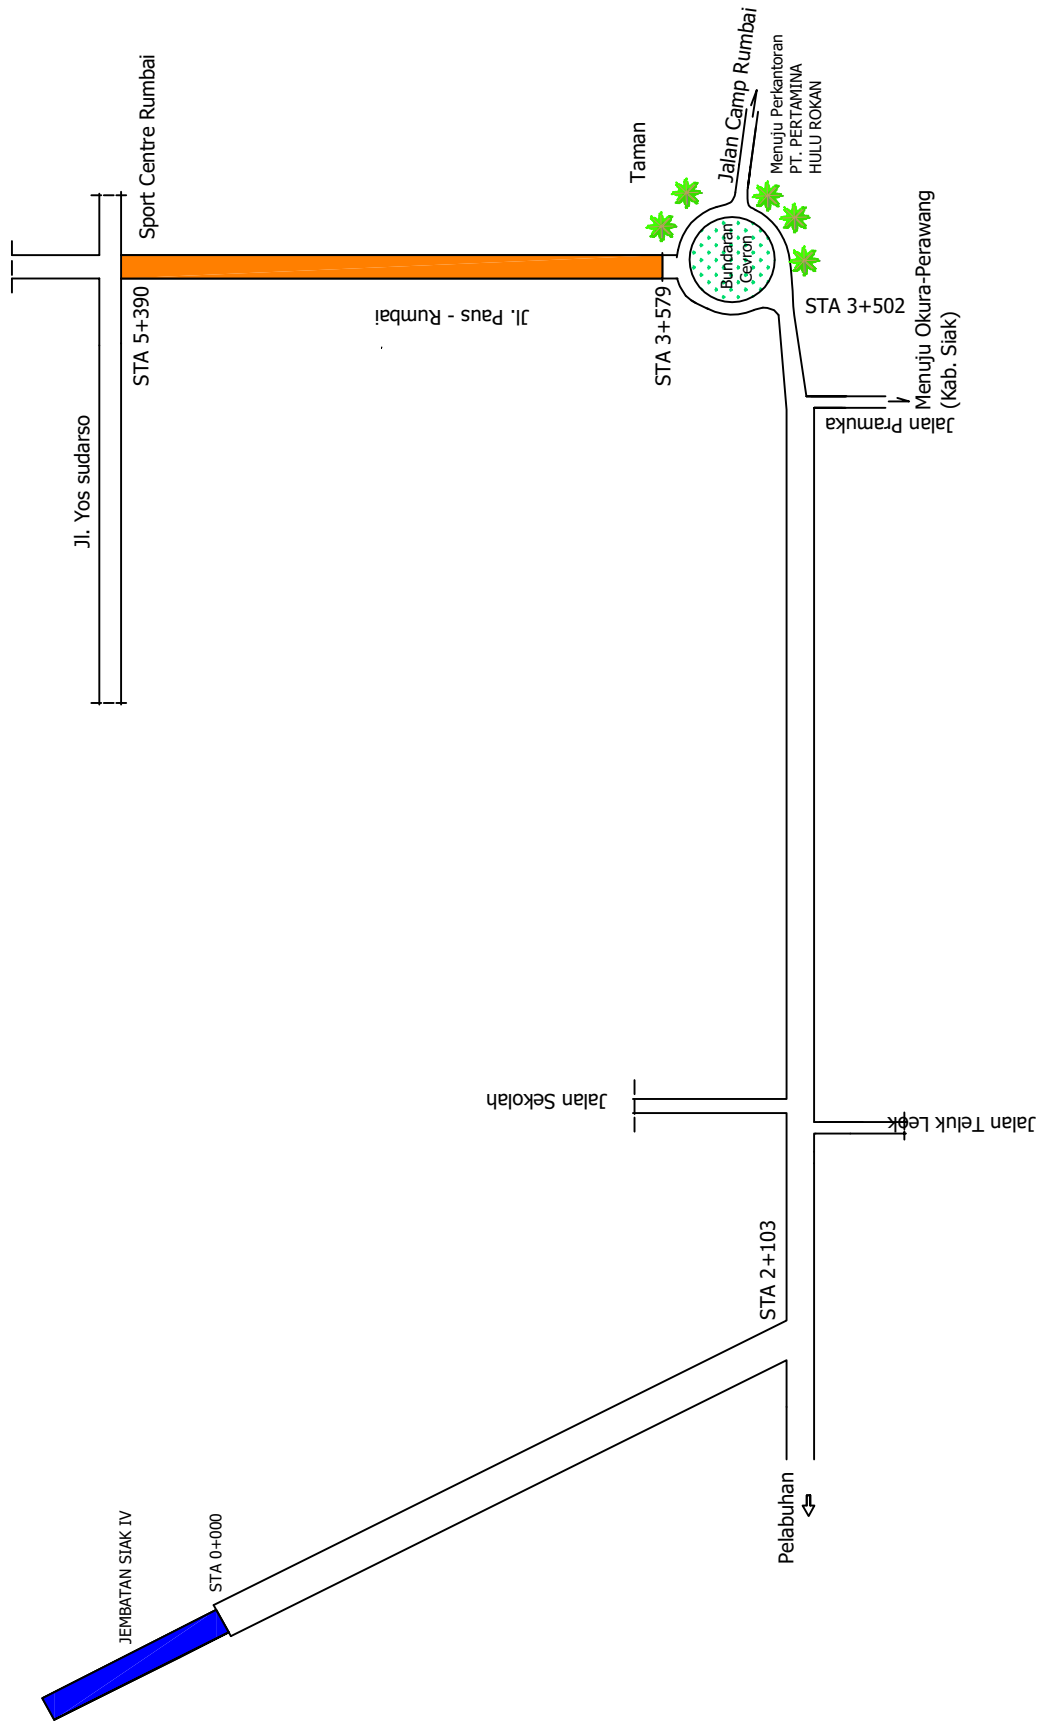 JEMBATAN SIAK IV
STA 0+000
Jl. Yos sudarso
Sport Centre Rumbai
STA 5+390
Jl. Paus - Rumbai
Jalan Sekolah
Taman
STA 3+579
Jalan Camp Rumbai
Bundaran
Cevron
Menuju Perkantoran
PT. PERTAMINA
HULU ROKAN
STA 3+502
Menuju Okura-Perawang
(Kab. Siak)
Jalan Pramuka
Jalan Teluk Leok
STA 2+103
Pelabuhan